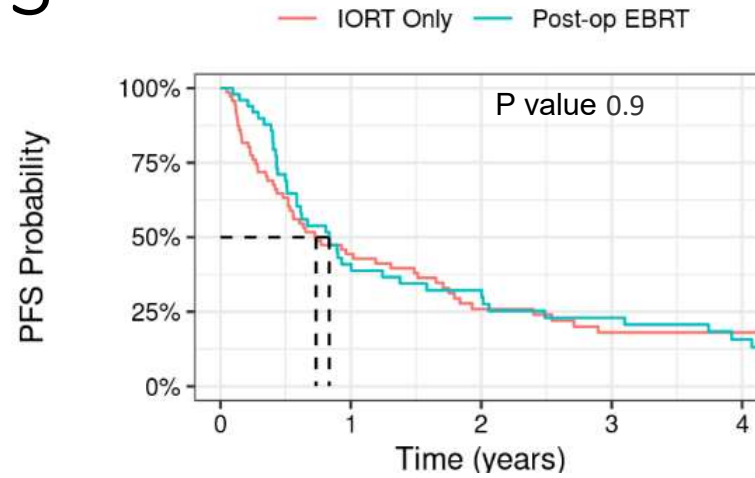 IORT Only Post-op EBRT
P value 0.9
PFS Probability
100%
75%
50%
25%
0%
0 1 2 3 4
Time (years)